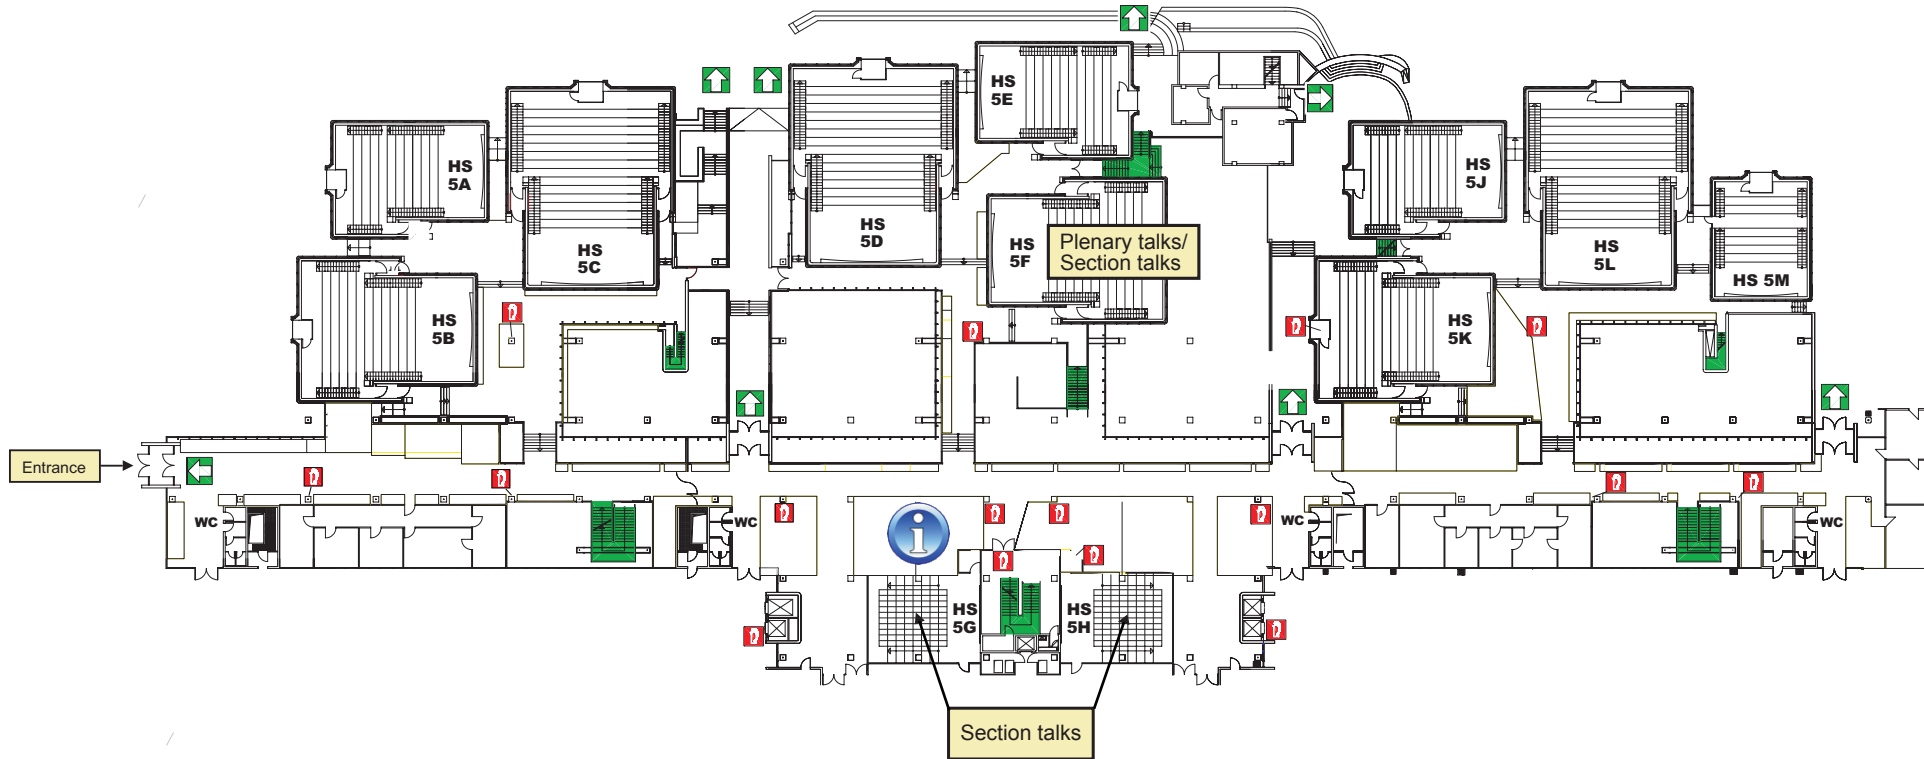 HS
5E
HS
5A
HS
5J
HS
5D
HS
5C
HS
5F
Plenary talks/
Section talks
HS
5L
HS 5M
HS
5B
HS
5K
Entrance
WC
WC
WC
WC
i
HS
5G
HS
5H
Section talks